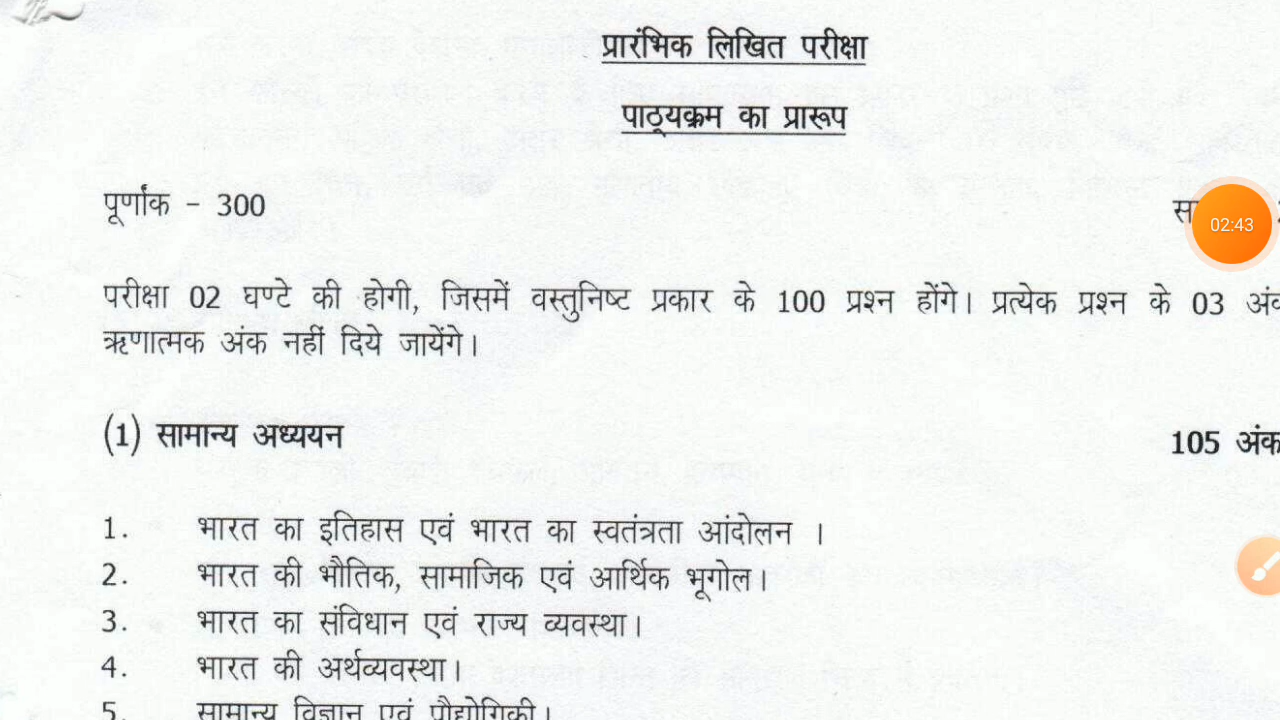 प्रारंभिक लिखित परीक्षा
पाठ्यक्रम का प्रारूप
पूर्णांक - 300
02:43
परीक्षा 02 घण्टे की होगी, जिसमें वस्तुनिष्ट प्रकार के 100 प्रश्न होंगे। प्रत्येक प्रश्न के 03
ऋणात्मक अंक नहीं दिये जायेंगे।
(1) सामान्य अध्ययन 105 अंक
1. भारत का इतिहास एवं भारत का स्वतंत्रता आंदोलन ।
2. भारत की भौतिक, सामाजिक एवं आर्थिक भूगोल।
3. भारत का संविधान एवं राज्य व्यवस्था।
4. भारत की अर्थव्यवस्था।
5. सामान्य विज्ञान एवं प्रौद्योगिकी।